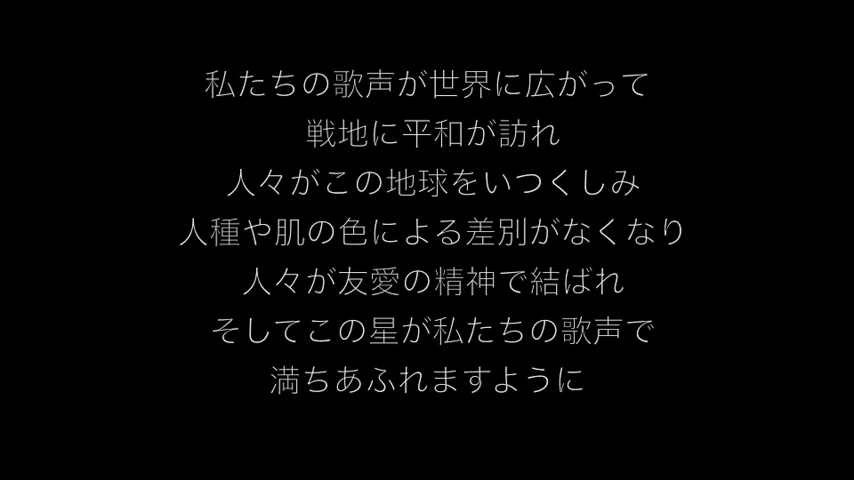 私たちの歌声が世界に広がって
戦地に平和が訪れ
人々がこの地球をいつくしみ
人種や肌の色による差別がなくなり
人々が友愛の精神で結ばれ
そしてこの星が私たちの歌声で
満ちあふれますように